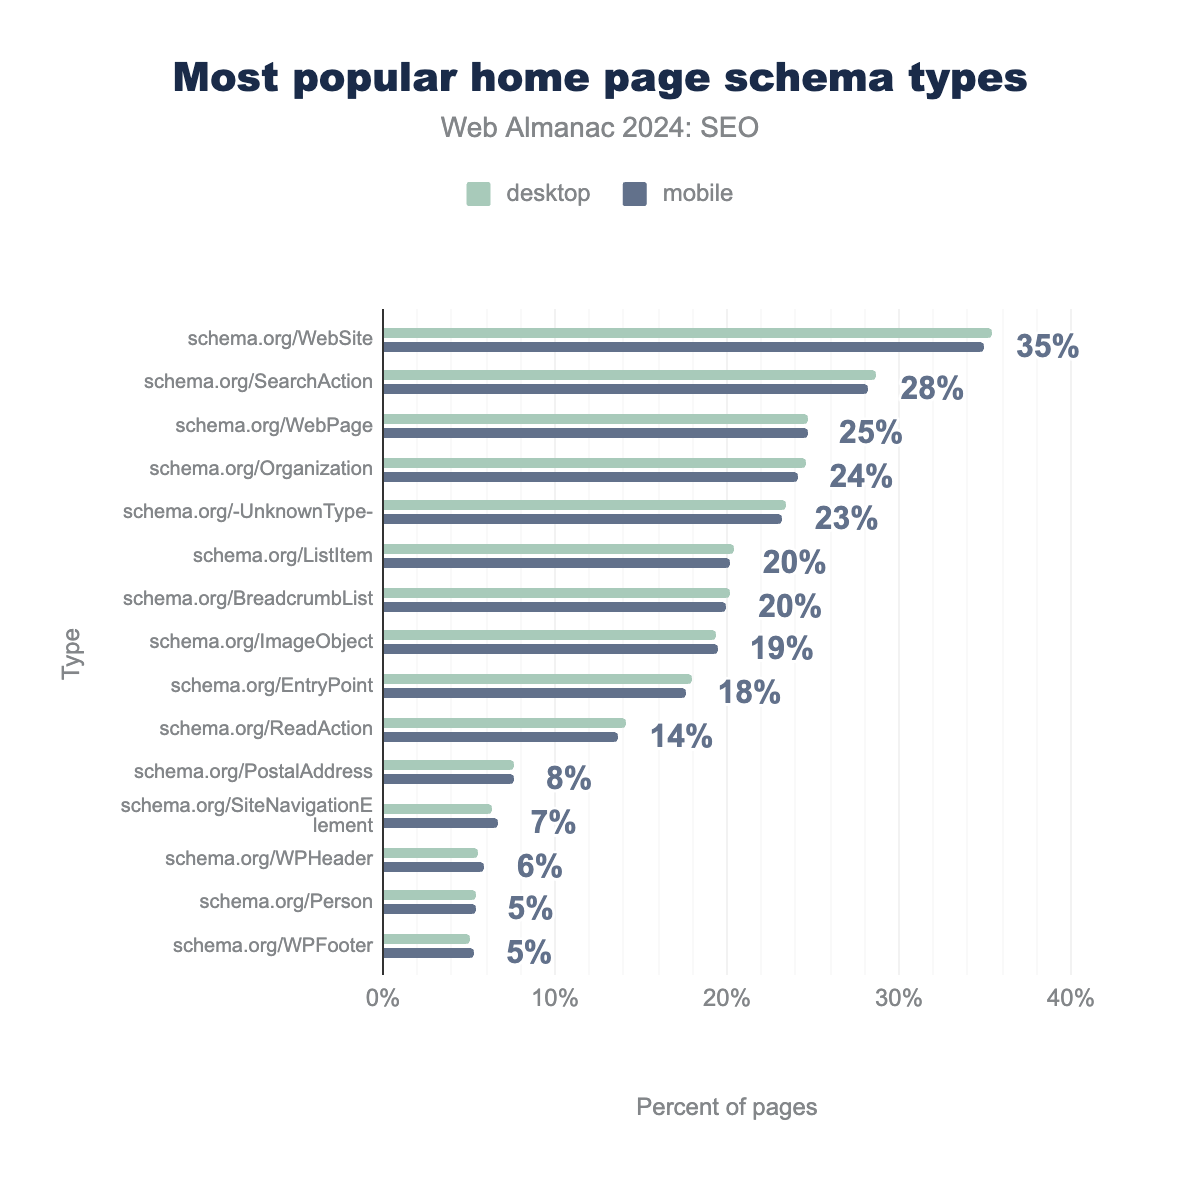 Most popular home page schema types
Web Almanac 2024: SEO
desktop
mobile
schema.org/WebSite
35%
schema.org/SearchAction
28%
schema.org/WebPage
25%
schema.org/Organization
24%
schema.org/-UnknownType-
23%
schema.org/ListItem
20%
schema.org/BreadcrumbList
20%
schema.org/ImageObject
19%
schema.org/EntryPoint
18%
schema.org/ReadAction
14%
schema.org/PostalAddress
8%
schema.org/SiteNavigationE
lement
7%
schema.org/WPHeader
6%
schema.org/Person
5%
schema.org/WPFooter
5%
Type
0%
10%
20%
30%
40%
Percent of pages